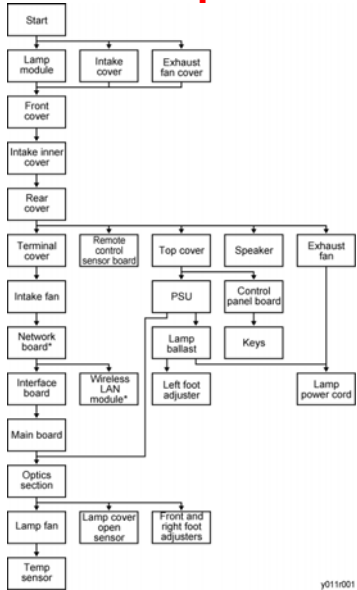 Start
Lamp
module
Intake
cover
Exhaust
fan cover
Front
cover
Intake inner
cover
Rear
cover
Terminal
cover
Remote
control
sensor board
Top cover
Speaker
Exhaust
fan
Intake fan
PSU
Control
panel board
Network
board*
Lamp
ballast
Keys
Interface
board
Wireless
LAN
module*
Left foot
adjuster
Lamp
power cord
Main board
Optics
section
Lamp fan
Lamp cover
open
sensor
Front and
right foot
adjusters
Temp
sensor
y011r001